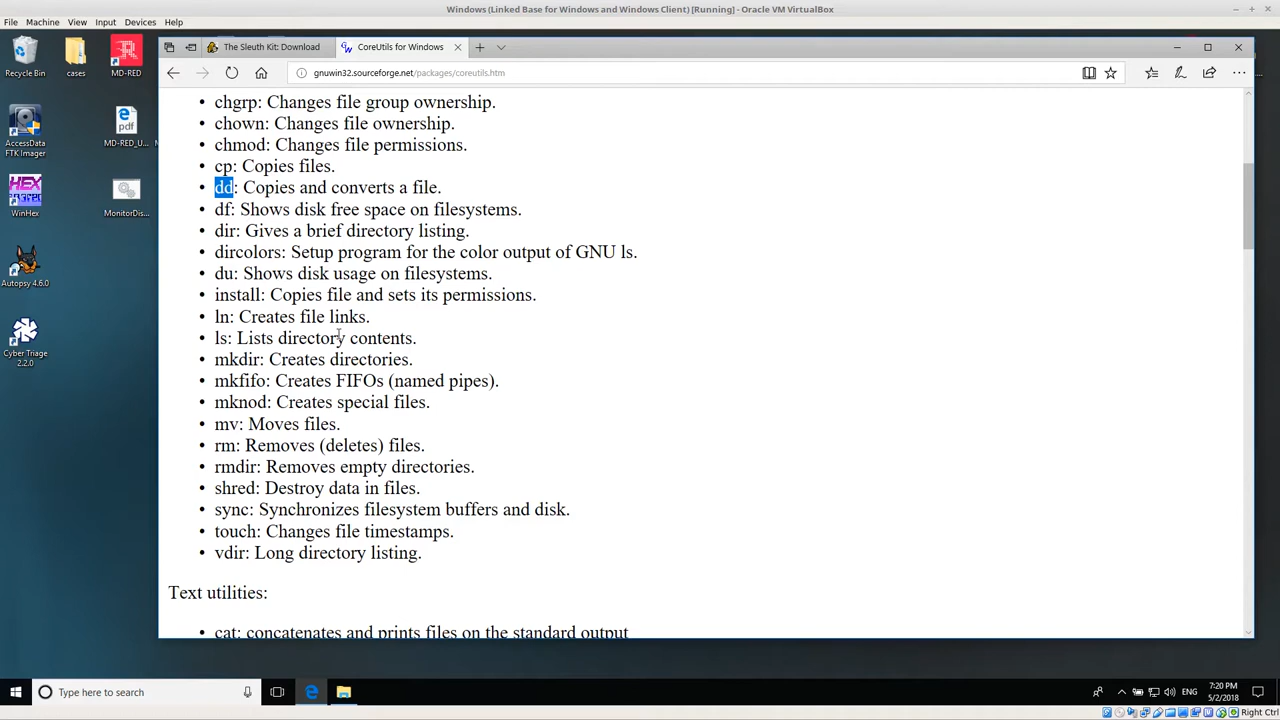 Windows (Linked Base for Windows and Windows Client) [Running] - Oracle VM VirtualBox
File Machine View Input Devices Help
The Sleuth Kit: Download
CoreUtils for Windows
gnuwin32.sourceforge.net/packages/coreutils.htm
Recycle Bin
cases
MD-RED
AccessData FTK Imager
MD-RED_U...
WinHex
MonitorDis...
Autopsy 4.6.0
Cyber Triage 2.2.0
• chgrp: Changes file group ownership.
• chown: Changes file ownership.
• chmod: Changes file permissions.
• cp: Copies files.
• dd: Copies and converts a file.
• df: Shows disk free space on filesystems.
• dir: Gives a brief directory listing.
• dircolors: Setup program for the color output of GNU ls.
• du: Shows disk usage on filesystems.
• install: Copies file and sets its permissions.
• ln: Creates file links.
• ls: Lists directory contents.
• mkdir: Creates directories.
• mkfifo: Creates FIFOs (named pipes).
• mknod: Creates special files.
• mv: Moves files.
• rm: Removes (deletes) files.
• rmdir: Removes empty directories.
• shred: Destroy data in files.
• sync: Synchronizes filesystem buffers and disk.
• touch: Changes file timestamps.
• vdir: Long directory listing.
Text utilities:
• cat: concatenates and prints files on the standard output
Type here to search
ENG
7:20 PM
5/2/2018
Right Ctrl